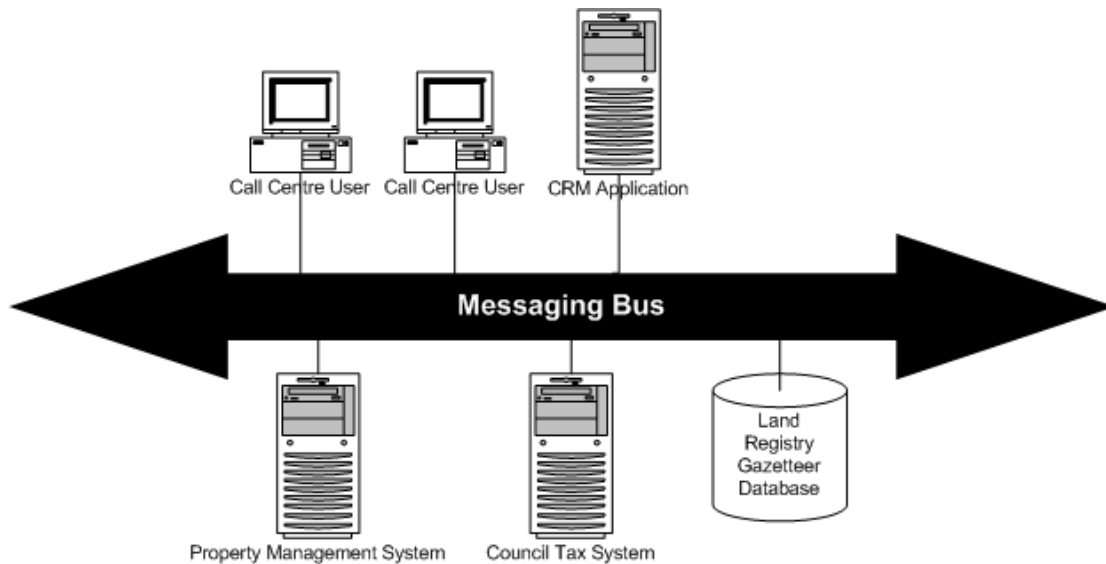 Call Centre User
Call Centre User
CRM Application
Messaging Bus
Land
Registry
Gazetteer
Database
Property Management System
Council Tax System